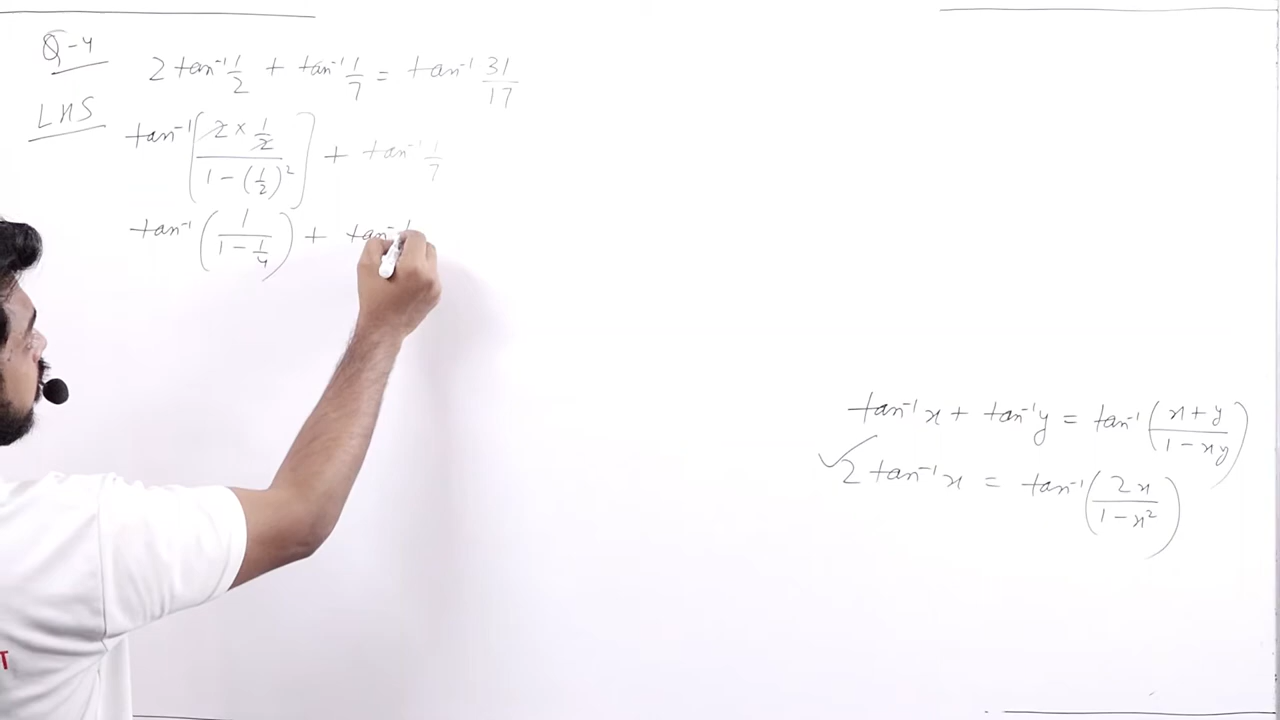 Q-4
2 tan⁻¹ 1/2 + tan⁻¹ 1/7 = tan⁻¹ 31/17
LHS
tan⁻¹ [ (2 × 1/2) / (1 - (1/2)²) ] + tan⁻¹ 1/7
tan⁻¹ ( 1 / (1 - 1/4) ) + tan⁻¹
tan⁻¹x + tan⁻¹y = tan⁻¹ ( (x + y) / (1 - xy) )
✓ 2 tan⁻¹x = tan⁻¹ ( 2x / (1 - x²) )
T